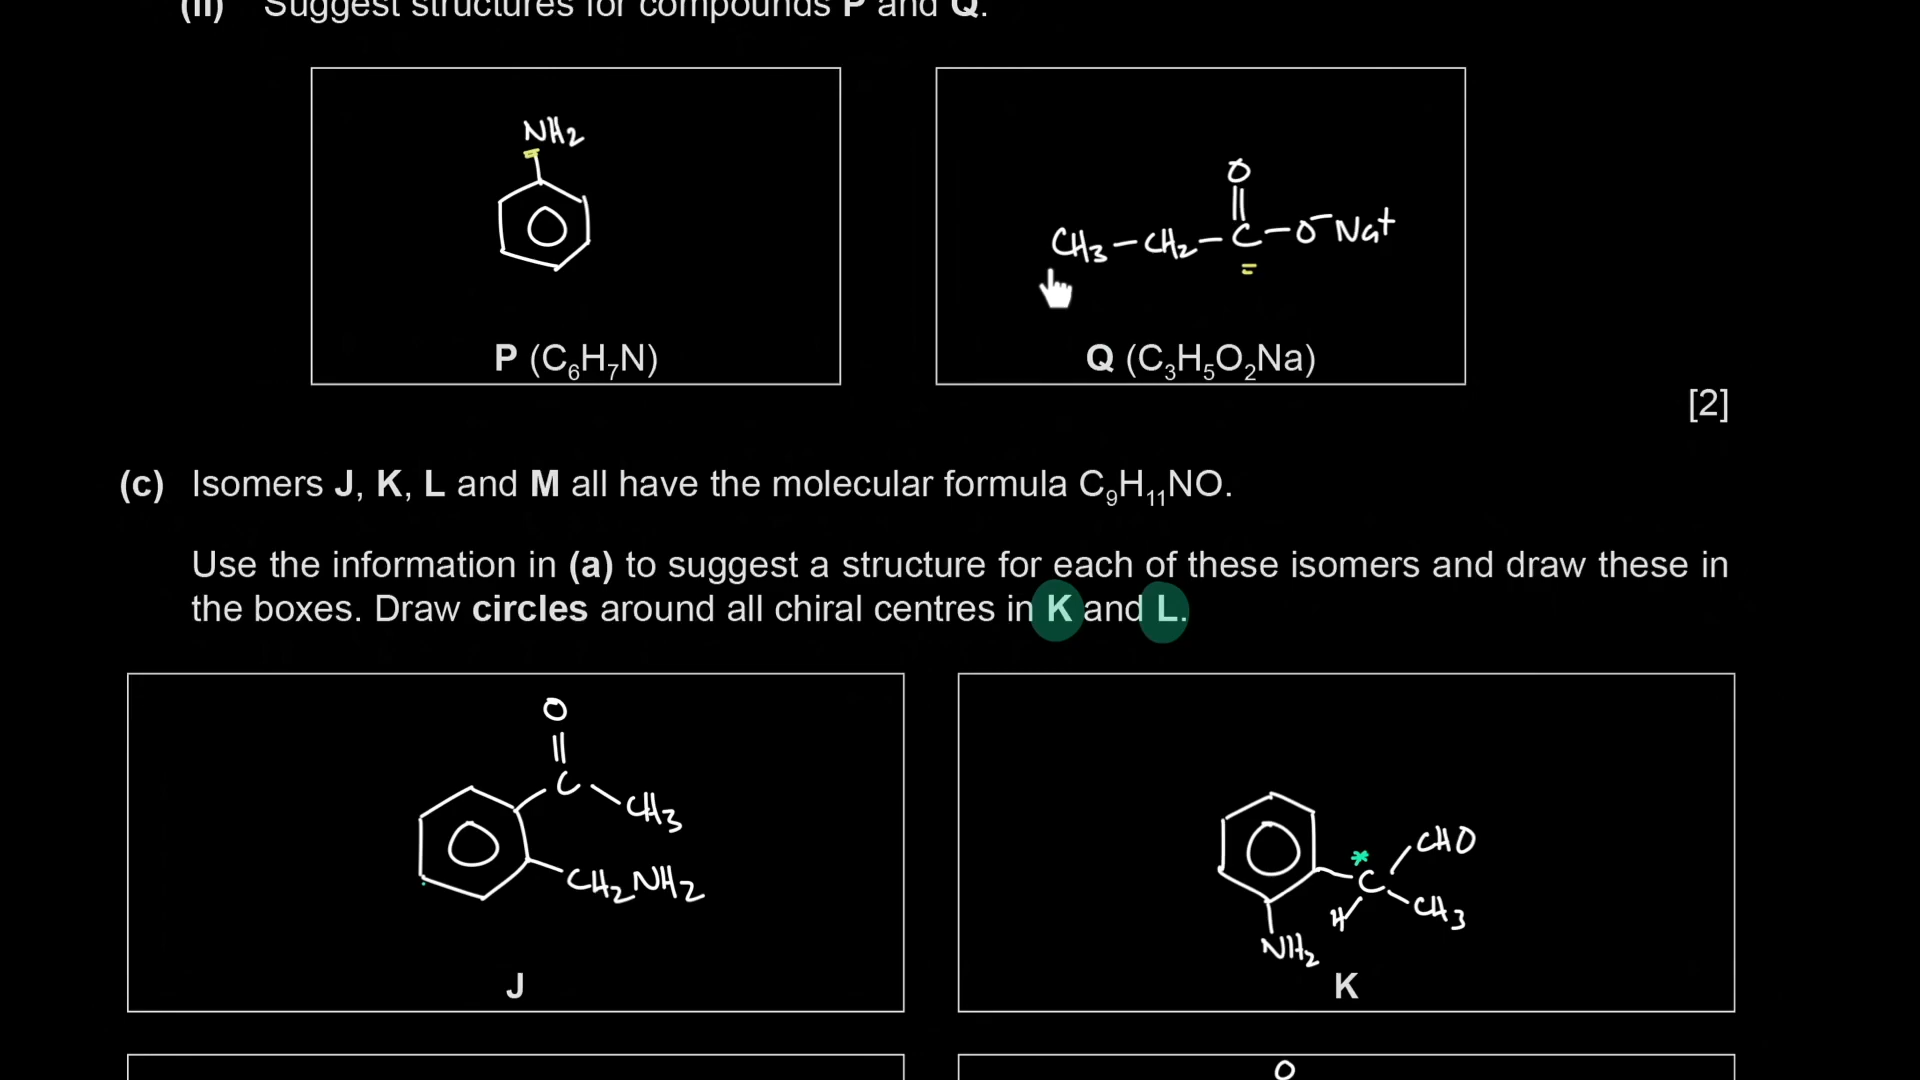 (ii) Suggest structures for compounds P and Q.
NH₂
O
CH₃–CH₂–C–O⁻Na⁺
P (C₆H₇N)
Q (C₃H₅O₂Na)
[2]
(c) Isomers J, K, L and M all have the molecular formula C₉H₁₁NO.
Use the information in (a) to suggest a structure for each of these isomers and draw these in
the boxes. Draw circles around all chiral centres in K and L.
O
C
CH₃
CH₂NH₂
J
CHO
*
C
H
CH₃
NH₂
K
O